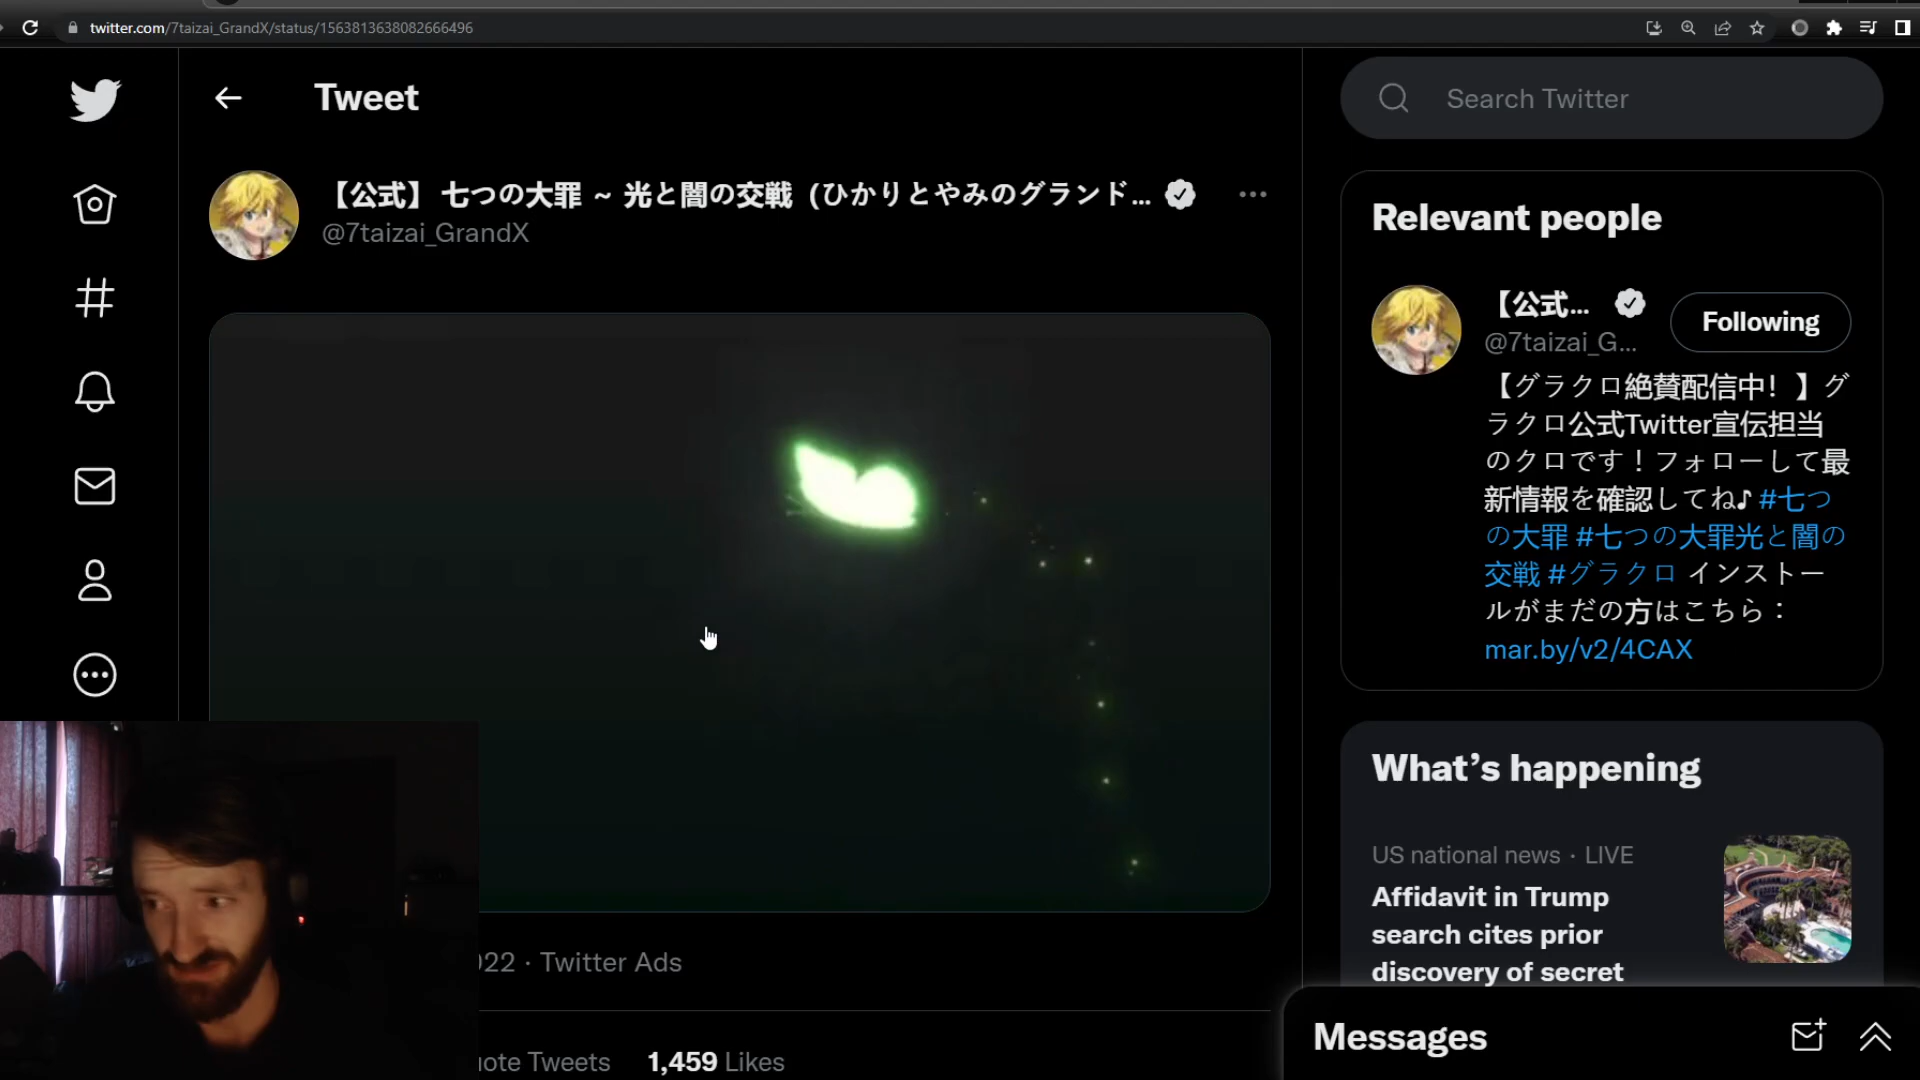 twitter.com/7taizai_GrandX/status/1563813638082666496
Tweet
【公式】 七つの大罪 ~ 光と闇の交戦（ひかりとやみのグランド...
@7taizai_GrandX
022 · Twitter Ads
uote Tweets 1,459 Likes
Search Twitter
Relevant people
【公式...
@7taizai_G...
Following
【グラクロ絶賛配信中！】グ
ラクロ公式Twitter宣伝担当
のクロです！フォローして最
新情報を確認してね♪ #七つ
の大罪 #七つの大罪光と闇の
交戦 #グラクロ インストー
ルがまだの方はこちら：
mar.by/v2/4CAX
What's happening
US national news · LIVE
Affidavit in Trump
search cites prior
discovery of secret
Messages